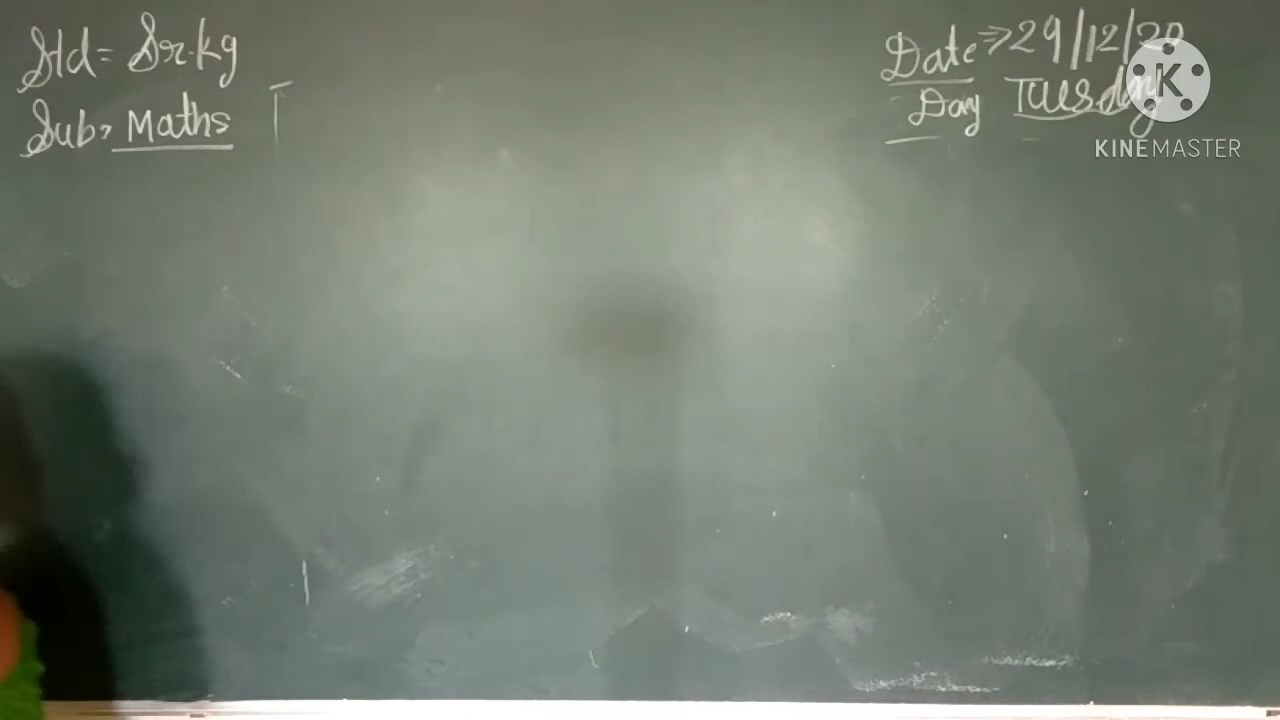 Std = Sr.kg
Sub, Maths
Date => 29/12/20
Day Tuesday
K
KINEMASTER